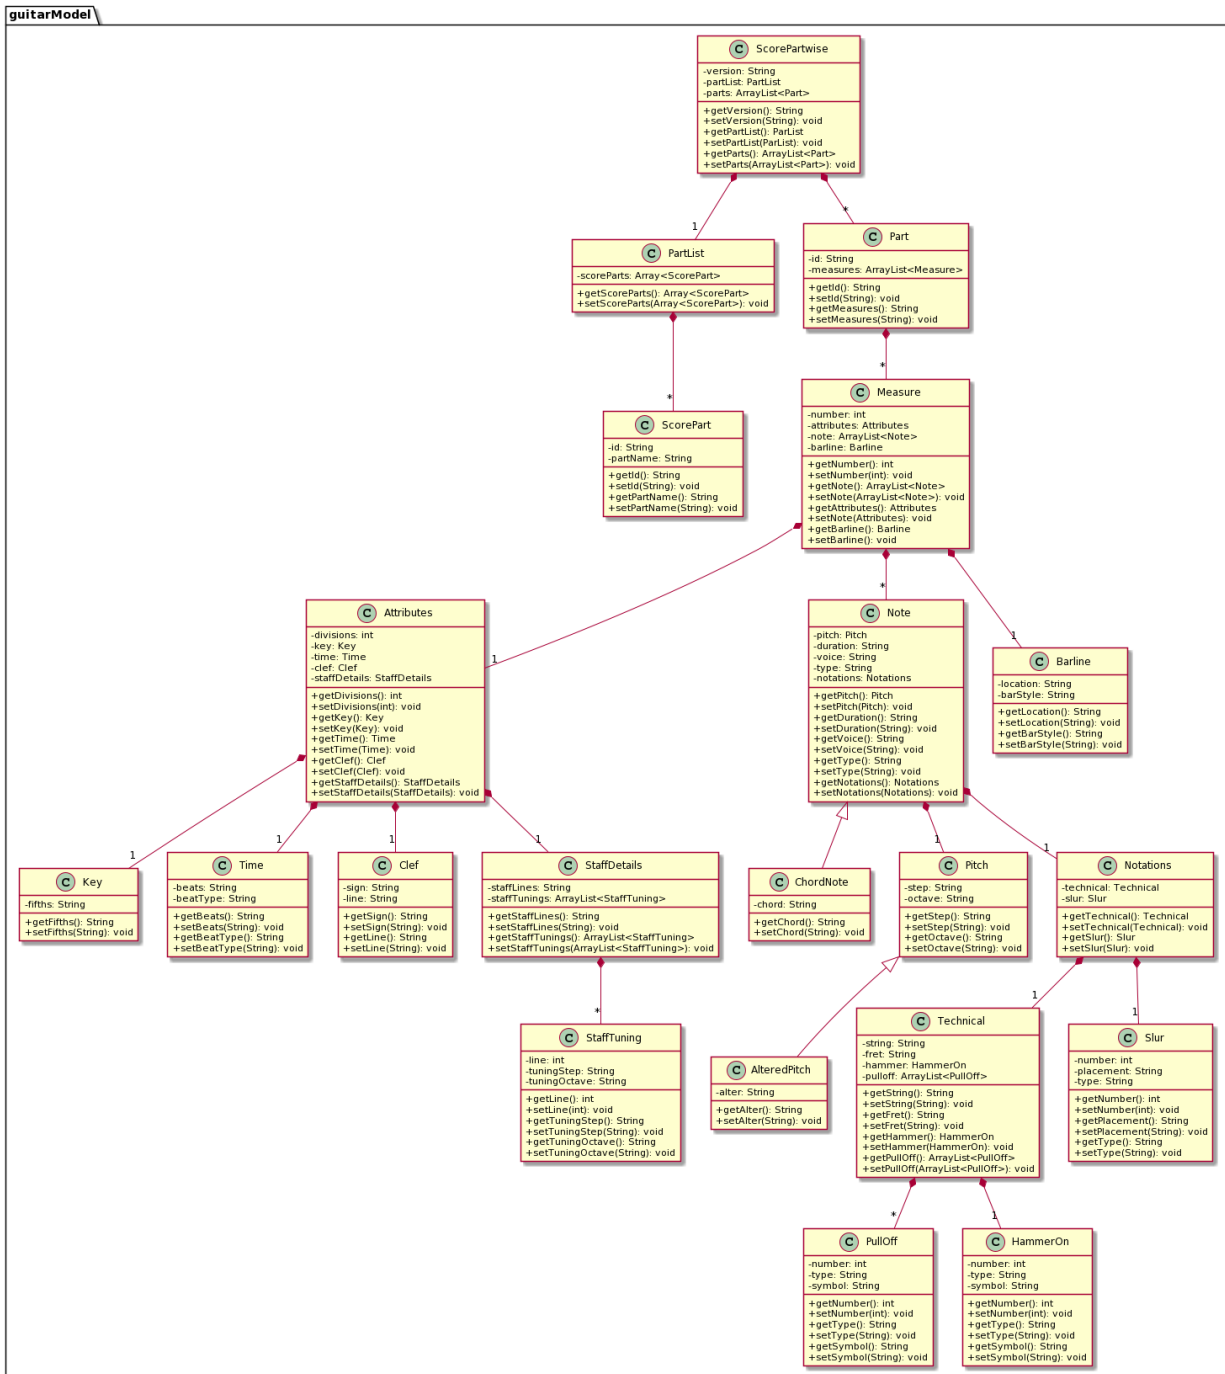 guitarModel
C ScorePartwise
-version: String
-partList: PartList
-parts: ArrayList<Part>
+getVersion(): String
+setVersion(String): void
+getPartList(): ParList
+setPartList(ParList): void
+getParts(): ArrayList<Part>
+setParts(ArrayList<Part>): void
1
*
C PartList
-scoreParts: Array<ScorePart>
+getScoreParts(): Array<ScorePart>
+setScoreParts(Array<ScorePart>): void
C Part
-id: String
-measures: ArrayList<Measure>
+getId(): String
+setId(String): void
+getMeasures(): String
+setMeasures(String): void
*
*
C ScorePart
-id: String
-partName: String
+getId(): String
+setId(String): void
+getPartName(): String
+setPartName(String): void
C Measure
-number: int
-attributes: Attributes
-note: ArrayList<Note>
-barline: Barline
+getNumber(): int
+setNumber(int): void
+getNote(): ArrayList<Note>
+setNote(ArrayList<Note>): void
+getAttributes(): Attributes
+setNote(Attributes): void
+getBarline(): Barline
+setBarline(): void
1
*
1
C Attributes
-divisions: int
-key: Key
-time: Time
-clef: Clef
-staffDetails: StaffDetails
+getDivisions(): int
+setDivisions(int): void
+getKey(): Key
+setKey(Key): void
+getTime(): Time
+setTime(Time): void
+getClef(): Clef
+setClef(Clef): void
+getStaffDetails(): StaffDetails
+setStaffDetails(StaffDetails): void
C Note
-pitch: Pitch
-duration: String
-voice: String
-type: String
-notations: Notations
+getPitch(): Pitch
+setPitch(Pitch): void
+getDuration(): String
+setDuration(String): void
+getVoice(): String
+setVoice(String): void
+getType(): String
+setType(String): void
+getNotations(): Notations
+setNotations(Notations): void
C Barline
-location: String
-barStyle: String
+getLocation(): String
+setLocation(String): void
+getBarStyle(): String
+setBarStyle(String): void
1
1
1
1
1
1
C Key
-fifths: String
+getFifths(): String
+setFifths(String): void
C Time
-beats: String
-beatType: String
+getBeats(): String
+setBeats(String): void
+getBeatType(): String
+setBeatType(String): void
C Clef
-sign: String
-line: String
+getSign(): String
+setSign(String): void
+getLine(): String
+setLine(String): void
C StaffDetails
-staffLines: String
-staffTunings: ArrayList<StaffTuning>
+getStaffLines(): String
+setStaffLines(String): void
+getStaffTunings(): ArrayList<StaffTuning>
+setStaffTunings(ArrayList<StaffTuning>): void
C ChordNote
-chord: String
+getChord(): String
+setChord(String): void
C Pitch
-step: String
-octave: String
+getStep(): String
+setStep(String): void
+getOctave(): String
+setOctave(String): void
C Notations
-technical: Technical
-slur: Slur
+getTechnical(): Technical
+setTechnical(Technical): void
+getSlur(): Slur
+setSlur(Slur): void
*
1
1
C StaffTuning
-line: int
-tuningStep: String
-tuningOctave: String
+getLine(): int
+setLine(int): void
+getTuningStep(): String
+setTuningStep(String): void
+getTuningOctave(): String
+setTuningOctave(String): void
C AlteredPitch
-alter: String
+getAlter(): String
+setAlter(String): void
C Technical
-string: String
-fret: String
-hammer: HammerOn
-pulloff: ArrayList<PullOff>
+getString(): String
+setString(String): void
+getFret(): String
+setFret(String): void
+getHammer(): HammerOn
+setHammer(HammerOn): void
+getPullOff(): ArrayList<PullOff>
+setPullOff(ArrayList<PullOff>): void
C Slur
-number: int
-placement: String
-type: String
+getNumber(): int
+setNumber(int): void
+getPlacement(): String
+setPlacement(String): void
+getType(): String
+setType(String): void
*
1
C PullOff
-number: int
-type: String
-symbol: String
+getNumber(): int
+setNumber(int): void
+getType(): String
+setType(String): void
+getSymbol(): String
+setSymbol(String): void
C HammerOn
-number: int
-type: String
-symbol: String
+getNumber(): int
+setNumber(int): void
+getType(): String
+setType(String): void
+getSymbol(): String
+setSymbol(String): void